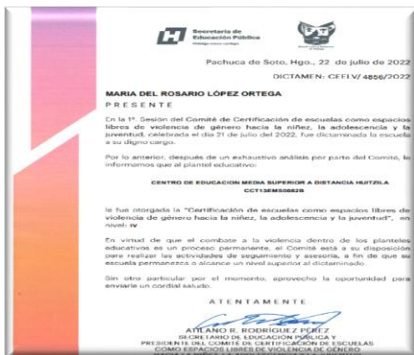 Secretaría de
Educación Pública
Pachuca de Soto, Hgo., 22 de julio de 2022
DICTAMEN: CEELV/ 4856/2022
MARIA DEL ROSARIO LÓPEZ ORTEGA
P R E S E N T E
En la 1ª. Sesión del Comité de Certificación de escuelas como espacios
libres de violencia de género hacia la niñez, la adolescencia y la
juventud, celebrada el día 21 de julio del 2022, fue dictaminada la escuela
a su digno cargo.
Por lo anterior, después de un exhaustivo análisis por parte del Comité, le
informamos que al plantel educativo:
CENTRO DE EDUCACION MEDIA SUPERIOR A DISTANCIA HUITZILA
le fue otorgada la "Certificación de escuelas como espacios libres de
violencia de género hacia la niñez, la adolescencia y la juventud", en
nivel: IV
En virtud de que el combate a la violencia dentro de los planteles
educativos es un proceso permanente, el Comité está a su disposición
para realizar las actividades de seguimiento y asesoría, a fin de que su
escuela permanezca o alcance un nivel superior al dictaminado.
Sin otro particular por el momento, aprovecho la oportunidad para
enviarle un cordial saludo.
A T E N T A M E N T E
ATILANO R. RODRÍGUEZ PÉREZ
SECRETARIO DE EDUCACIÓN PÚBLICA Y
PRESIDENTE DEL COMITÉ DE CERTIFICACIÓN DE ESCUELAS
COMO ESPACIOS LIBRES DE VIOLENCIA DE GÉNERO